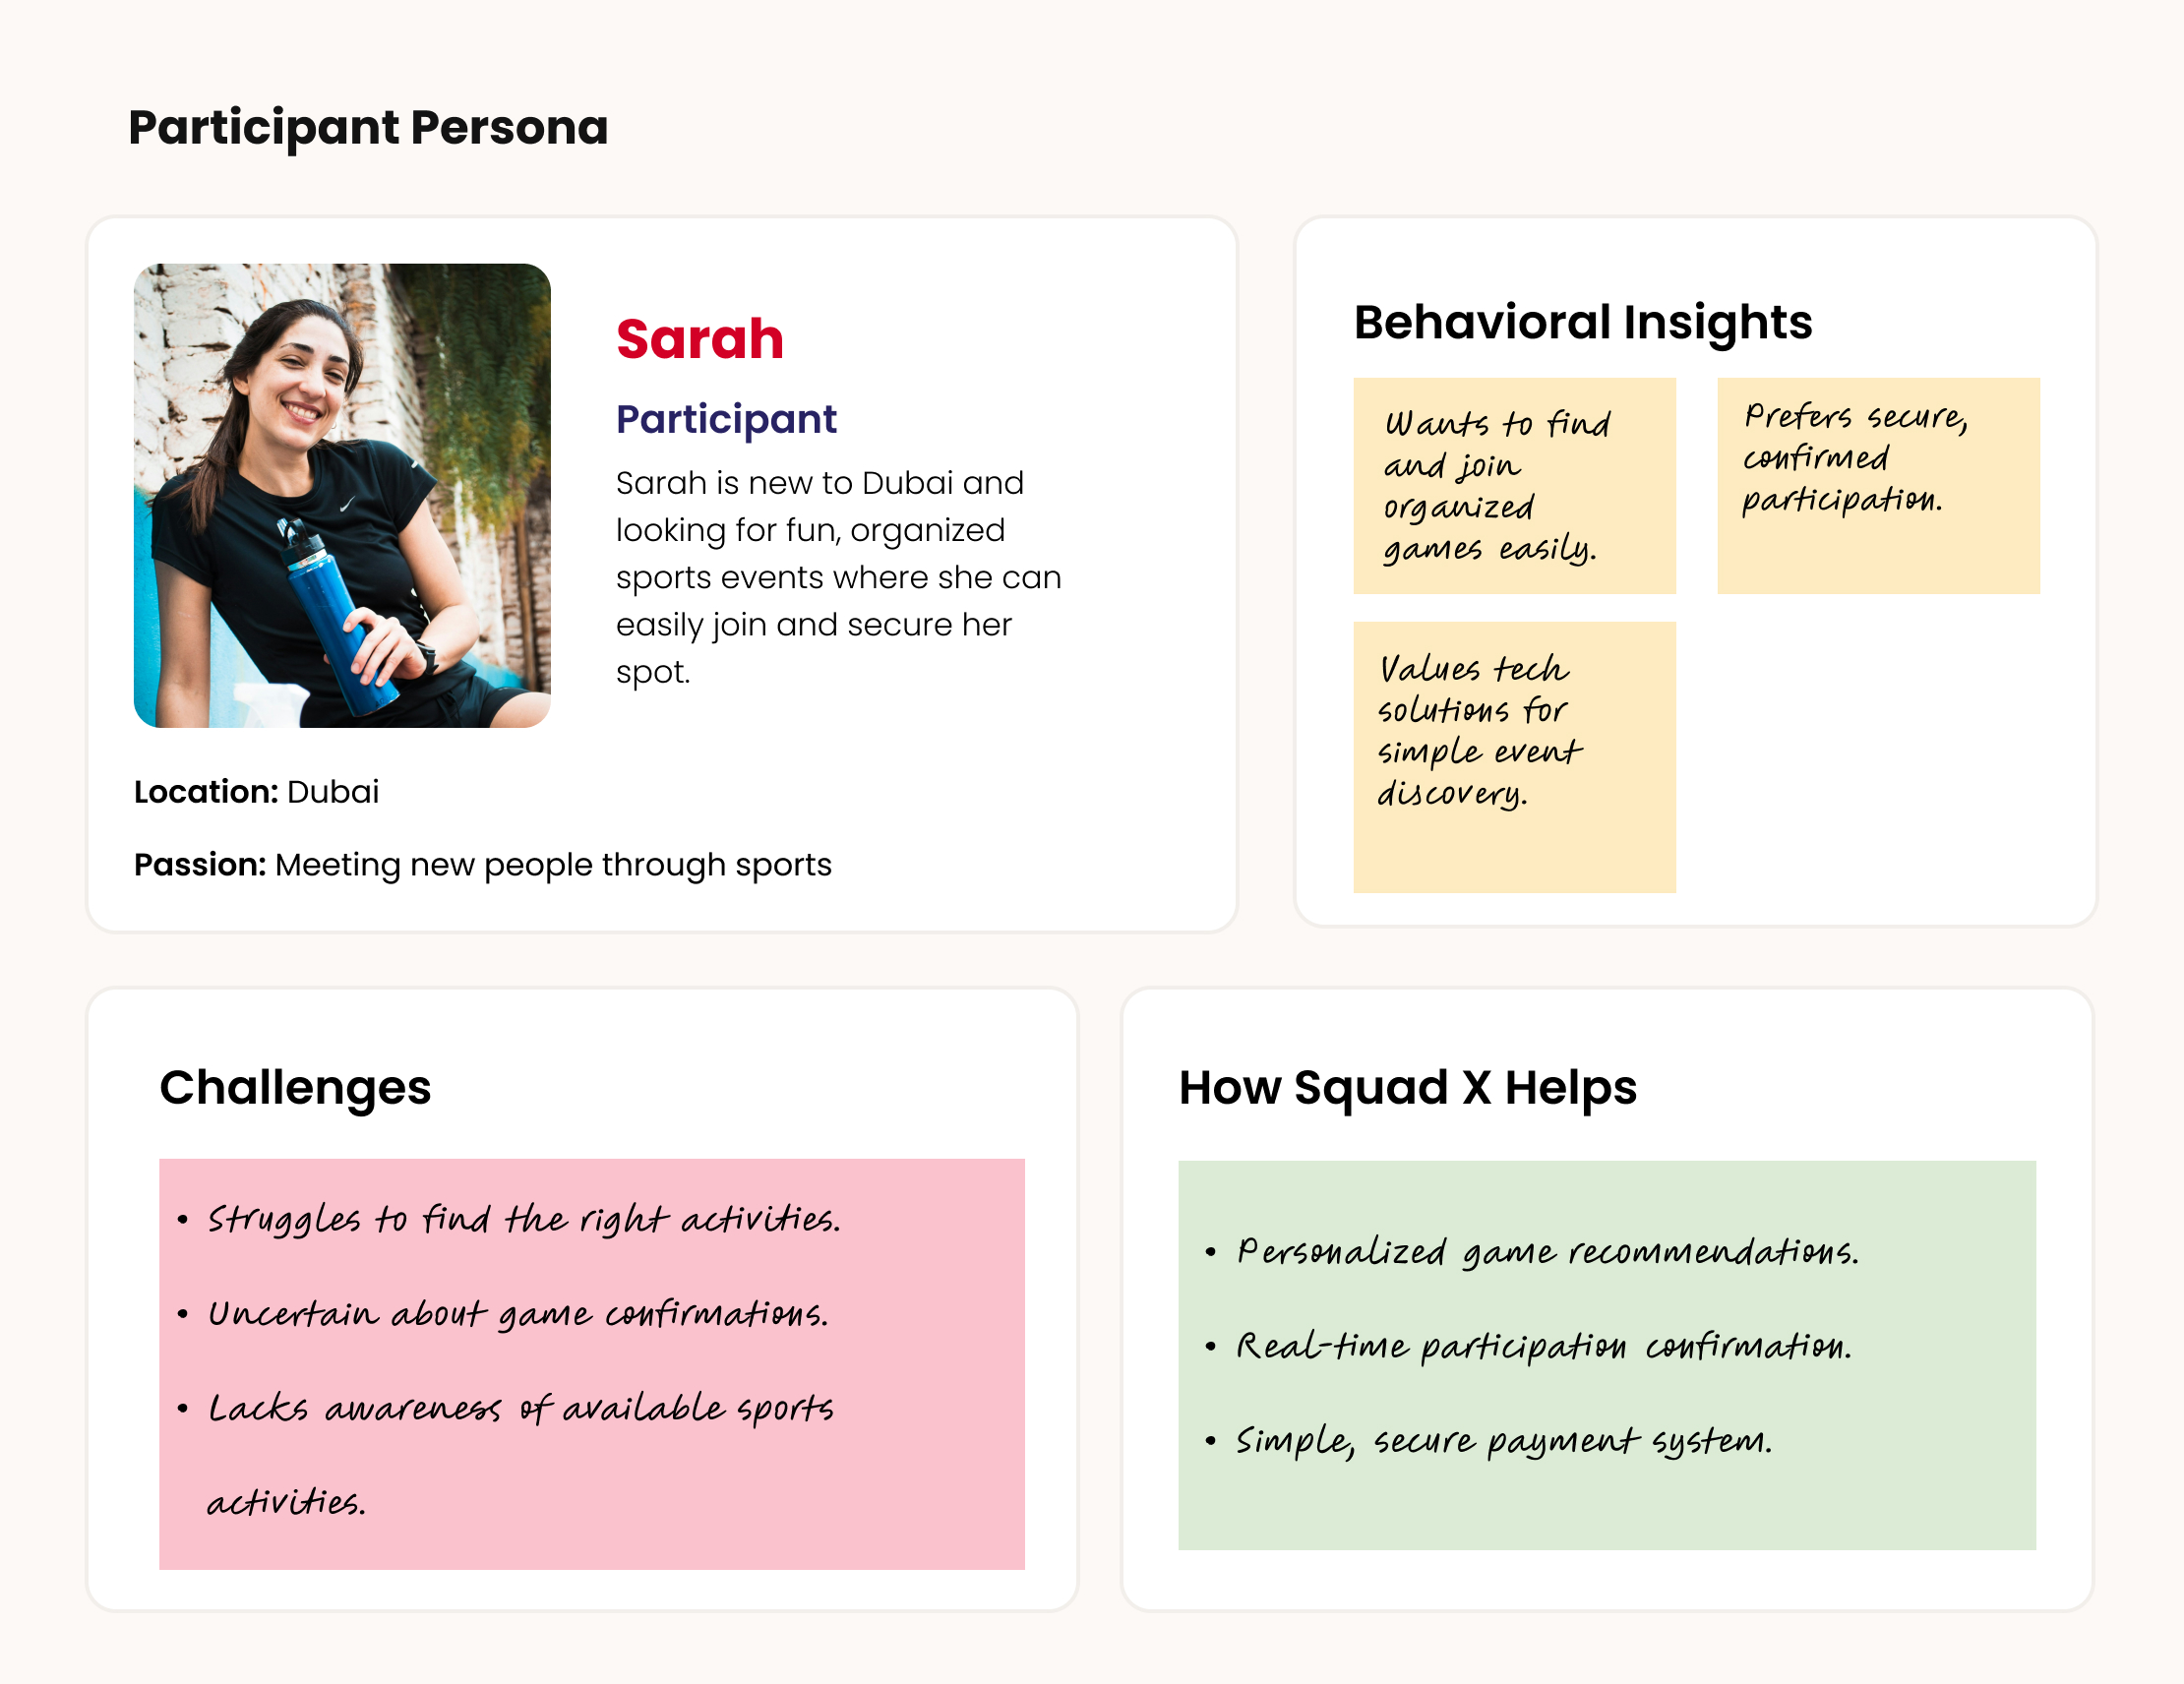 Participant Persona
Sarah
Participant
Sarah is new to Dubai and
looking for fun, organized
sports events where she can
easily join and secure her
spot.
Location: Dubai
Passion: Meeting new people through sports
Behavioral Insights
Wants to find
and join
organized
games easily.
Prefers secure,
confirmed
participation.
Values tech
solutions for
simple event
discovery.
Challenges
• Struggles to find the right activities.
• Uncertain about game confirmations.
• Lacks awareness of available sports
activities.
How Squad X Helps
• Personalized game recommendations.
• Real-time participation confirmation.
• Simple, secure payment system.